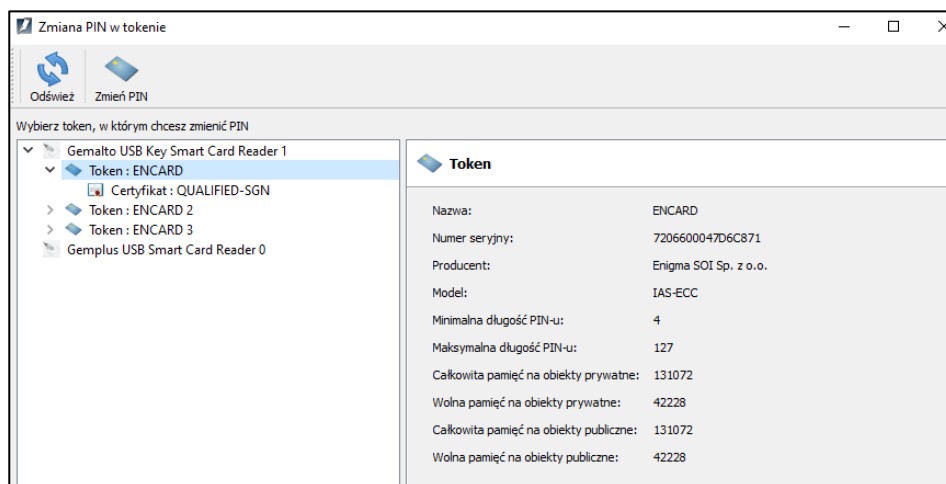 Zmiana PIN w tokenie
Odśwież Zmień PIN
Wybierz token, w którym chcesz zmienić PIN
Gemalto USB Key Smart Card Reader 1
Token : ENCARD
Certyfikat : QUALIFIED-SGN
Token : ENCARD 2
Token : ENCARD 3
Gemplus USB Smart Card Reader 0
Token
Nazwa: ENCARD
Numer seryjny: 7206600047D6C871
Producent: Enigma SOI Sp. z o.o.
Model: IAS-ECC
Minimalna długość PIN-u: 4
Maksymalna długość PIN-u: 127
Całkowita pamięć na obiekty prywatne: 131072
Wolna pamięć na obiekty prywatne: 42228
Całkowita pamięć na obiekty publiczne: 131072
Wolna pamięć na obiekty publiczne: 42228